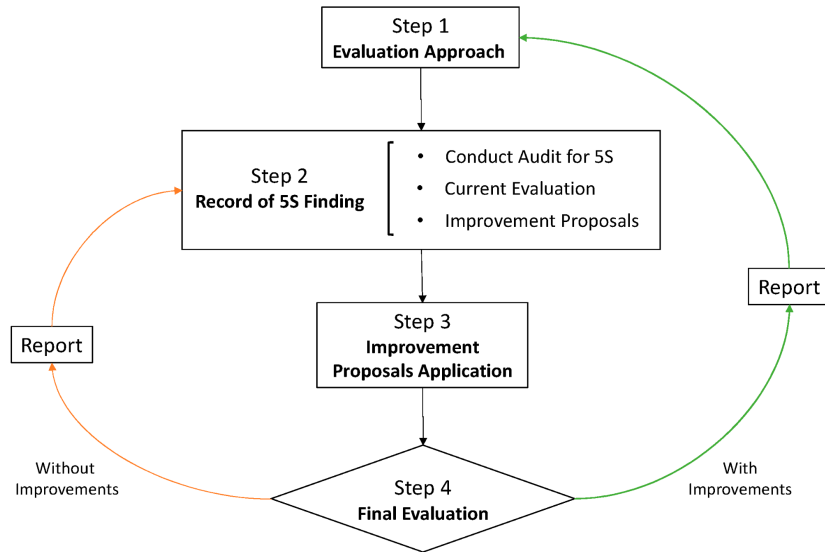 Step 1
Evaluation Approach
Step 2
Record of 5S Finding
• Conduct Audit for 5S
• Current Evaluation
• Improvement Proposals
Report
Report
Step 3
Improvement
Proposals Application
Without
Improvements
Step 4
Final Evaluation
With
Improvements